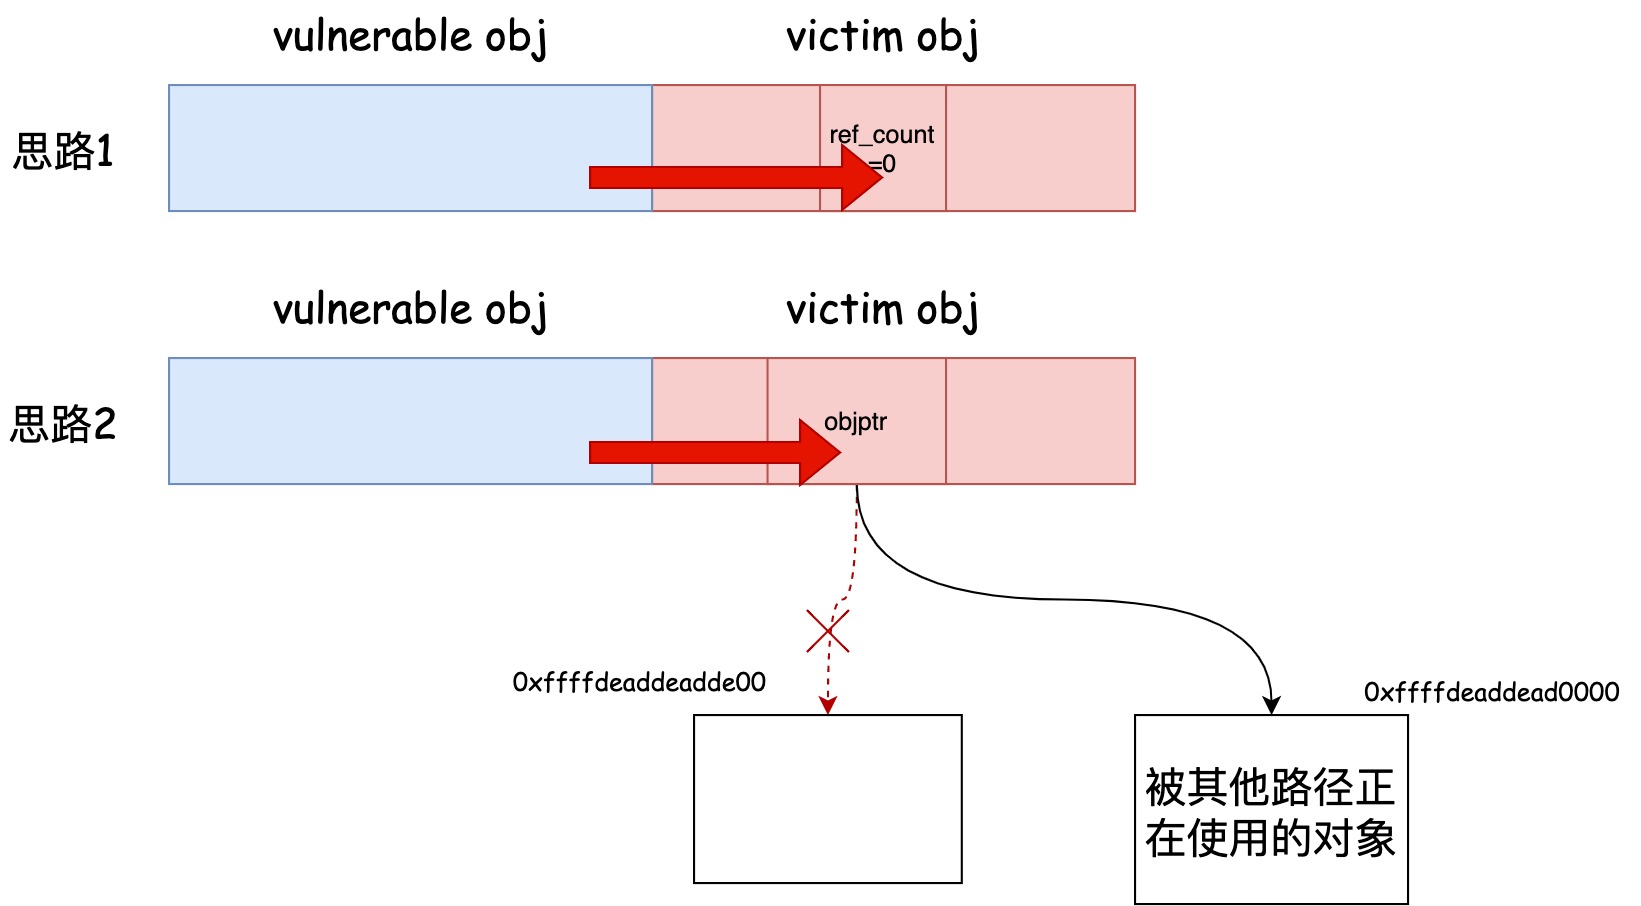 vulnerable obj
victim obj
思路1
ref_count
=0
vulnerable obj
victim obj
思路2
objptr
0xffffdeaddeadde00
0xffffdeaddead0000
被其他路径正
在使用的对象